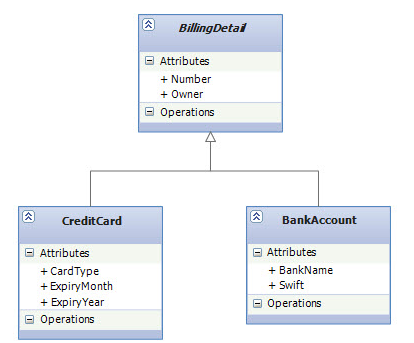 BillingDetail
Attributes
+ Number
+ Owner
Operations
CreditCard
Attributes
+ CardType
+ ExpiryMonth
+ ExpiryYear
Operations
BankAccount
Attributes
+ BankName
+ Swift
Operations